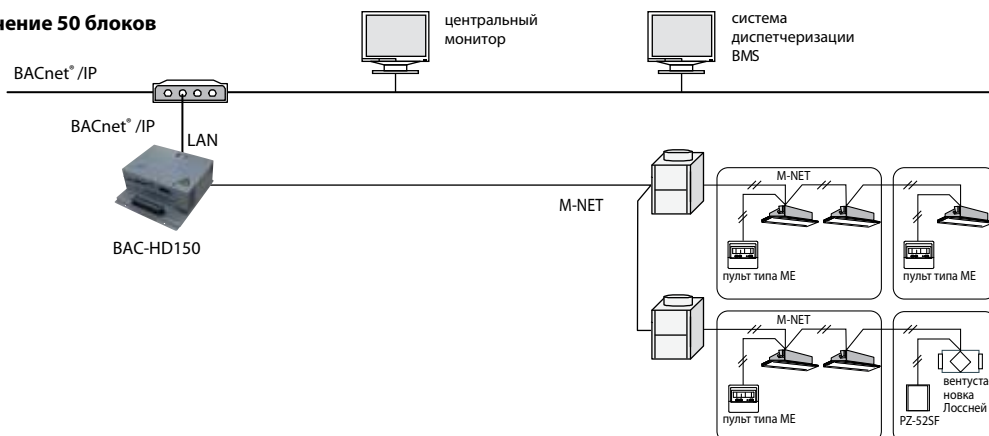 чение 50 блоков
центральный
монитор
система
диспетчеризации
BMS
BACnet® /IP
BACnet® /IP
LAN
BAC-HD150
M-NET
M-NET
пульт типа ME
пульт типа ME
M-NET
пульт типа ME
PZ-52SF
вентуста
новка
Лоссней